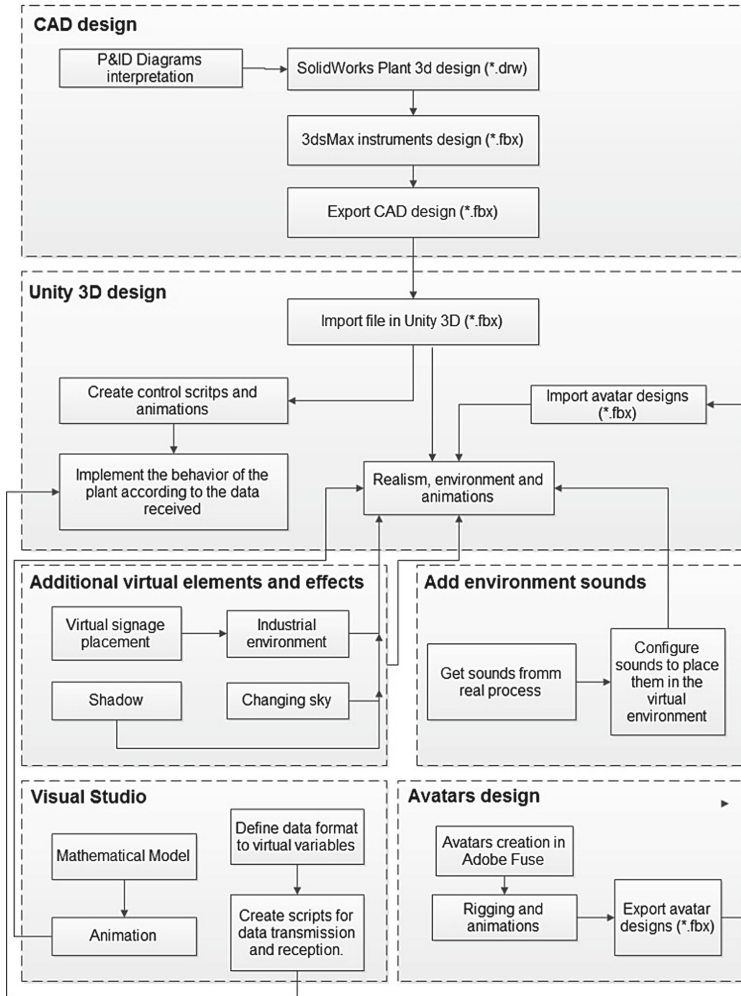 CAD design
P&ID Diagrams
interpretation
SolidWorks Plant 3d design (*.drw)
3dsMax instruments design (*.fbx)
Export CAD design (*.fbx)
Unity 3D design
Import file in Unity 3D (*.fbx)
Create control scritps and
animations
Import avatar designs
(*.fbx)
Implement the behavior of the
plant according to the data
received
Realism, environment and
animations
Additional virtual elements and effects
Virtual signage
placement
Industrial
environment
Shadow
Changing sky
Add environment sounds
Get sounds fromm
real process
Configure
sounds to place
them in the
virtual
environment
Visual Studio
Mathematical Model
Animation
Define data format
to virtual variables
Create scripts for
data transmission
and reception.
Avatars design
Avatars creation in
Adobe Fuse
Rigging and
animations
Export avatar
designs (*.fbx)